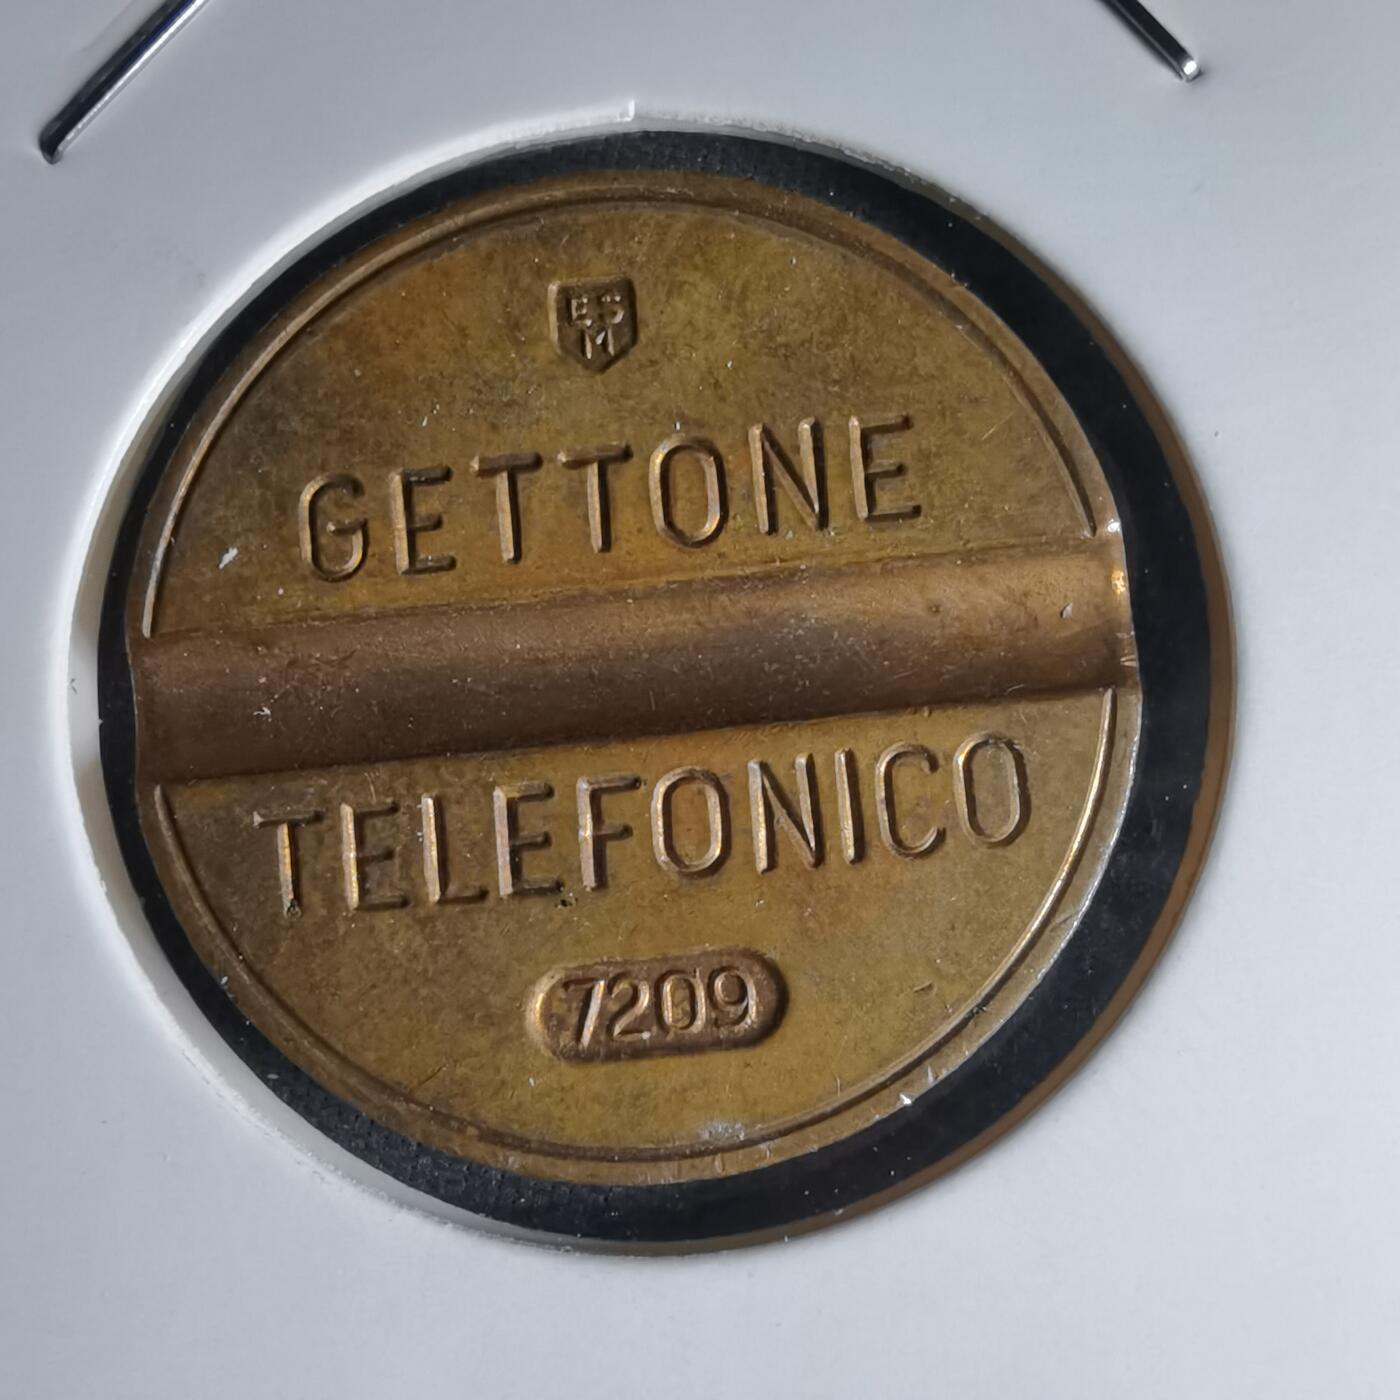 ESM
GETTONE
TELEFONICO
7209